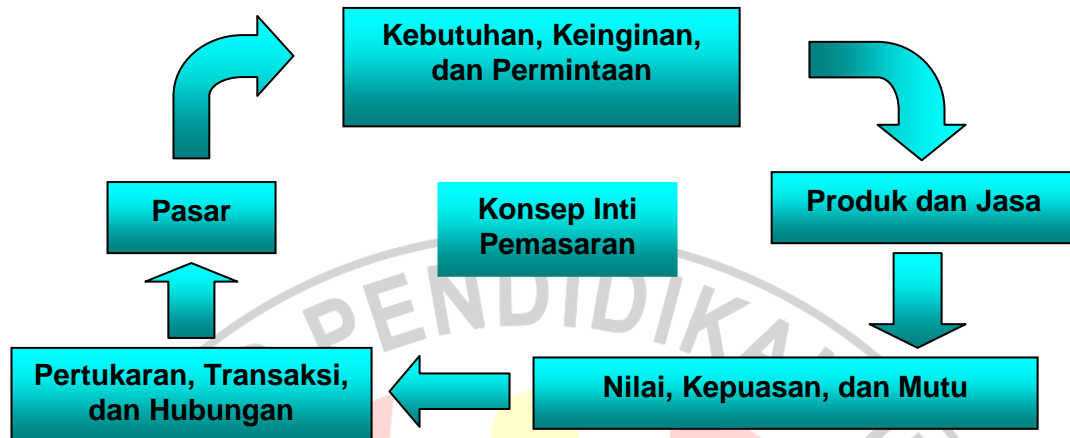 Kebutuhan, Keinginan,
dan Permintaan
Produk dan Jasa
Pasar
Konsep Inti
Pemasaran
Nilai, Kepuasan, dan Mutu
Pertukaran, Transaksi,
dan Hubungan